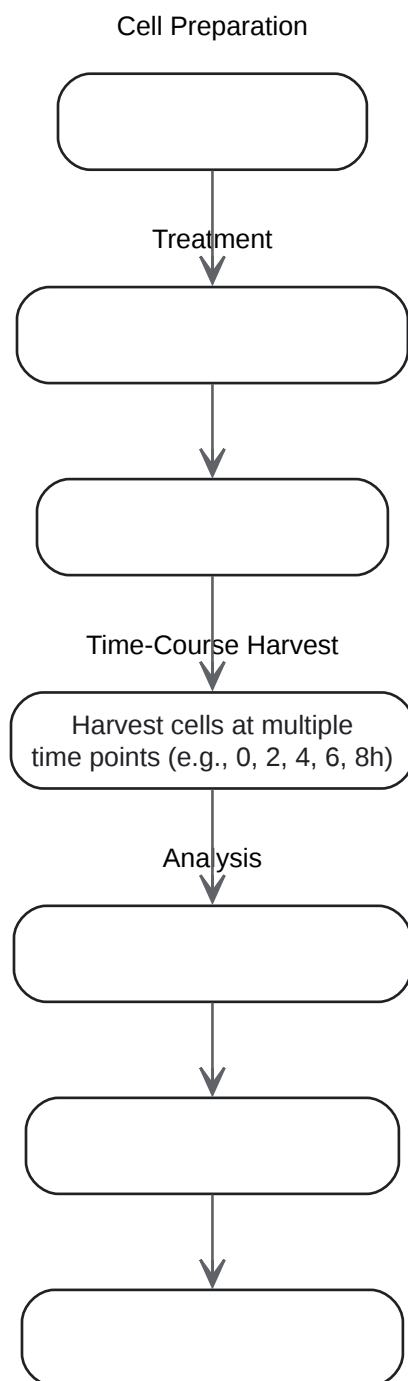 Cell Preparation
Treatment
Time-Course Harvest
Harvest cells at multiple
time points (e.g., 0, 2, 4, 6, 8h)
Analysis